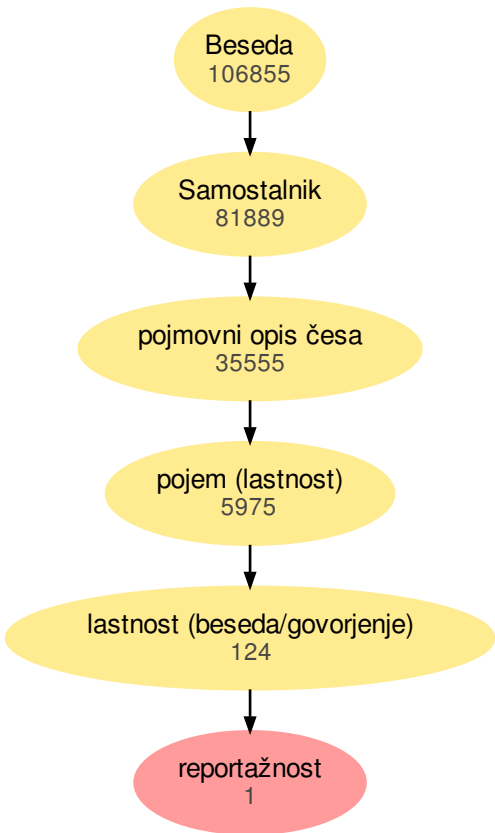 Beseda
106855
Samostalnik
81889
pojmovni opis česa
35555
pojem (lastnost)
5975
lastnost (beseda/govorjenje)
124
reportažnost
1